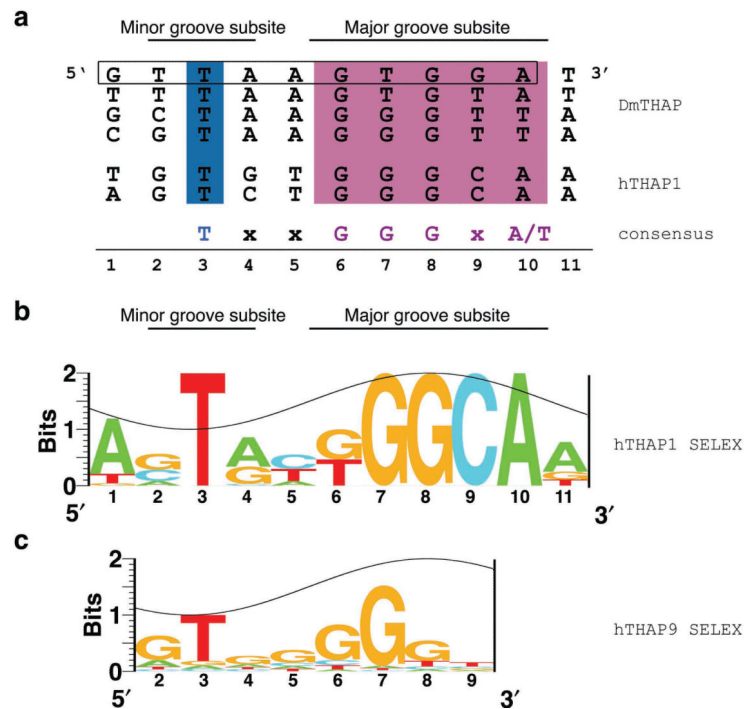 a
Minor groove subsite Major groove subsite
5‘ G T T A A G T G G A T 3′
T T T A A G T G T A T
DmTHAP
G C T A A G G G T T A
C G T A A G G G T T A
T G T G T G G G C A A
hTHAP1
A G T C T G G G C A A
T x x G G G x A/T consensus
1 2 3 4 5 6 7 8 9 10 11
b
Minor groove subsite Major groove subsite
2
1
0
Bits
A G T A C G G G C A A
T C G T T G
A T
hTHAP1 SELEX
1 2 3 4 5 6 7 8 9 10 11
5′ 3′
c
2
1
0
Bits
G T G G G G G
A
hTHAP9 SELEX
2 3 4 5 6 7 8 9
5′ 3′